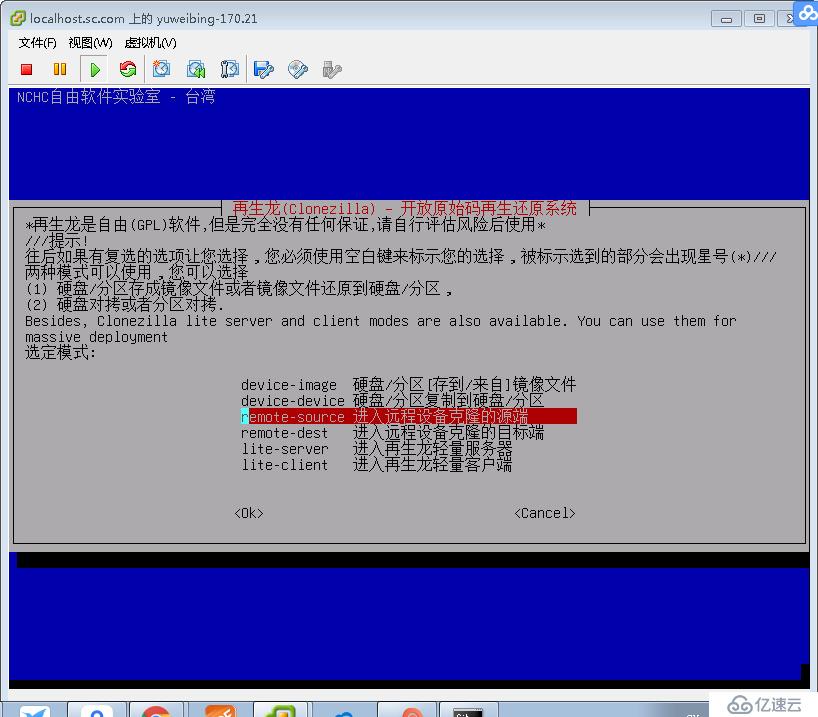 localhost.sc.com 上的 yuweibing-170.21
文件(F) 视图(W) 虚拟机(V)
NCHC自由软件实验室 - 台湾
再生龙(Clonezilla) - 开放原始码再生还原系统
*再生龙是自由(GPL)软件,但是完全没有任何保证,请自行评估风险后使用*
///提示!
往后如果有复选的选项让您选择,您必须使用空白键来标示您的选择,被标示选到的部分会出现星号(*)///
两种模式可以使用,您可以选择
(1) 硬盘/分区存成镜像文件或者镜像文件还原到硬盘/分区,
(2) 硬盘对拷或者分区对拷.
Besides, Clonezilla lite server and client modes are also available. You can use them for
massive deployment
选定模式:
device-image 硬盘/分区[存到/来自]镜像文件
device-device 硬盘/分区复制到硬盘/分区
remote-source 进入远程设备克隆的源端
remote-dest 进入远程设备克隆的目标端
lite-server 进入再生龙轻量服务器
lite-client 进入再生龙轻量客户端
<Ok> <Cancel>
亿速云